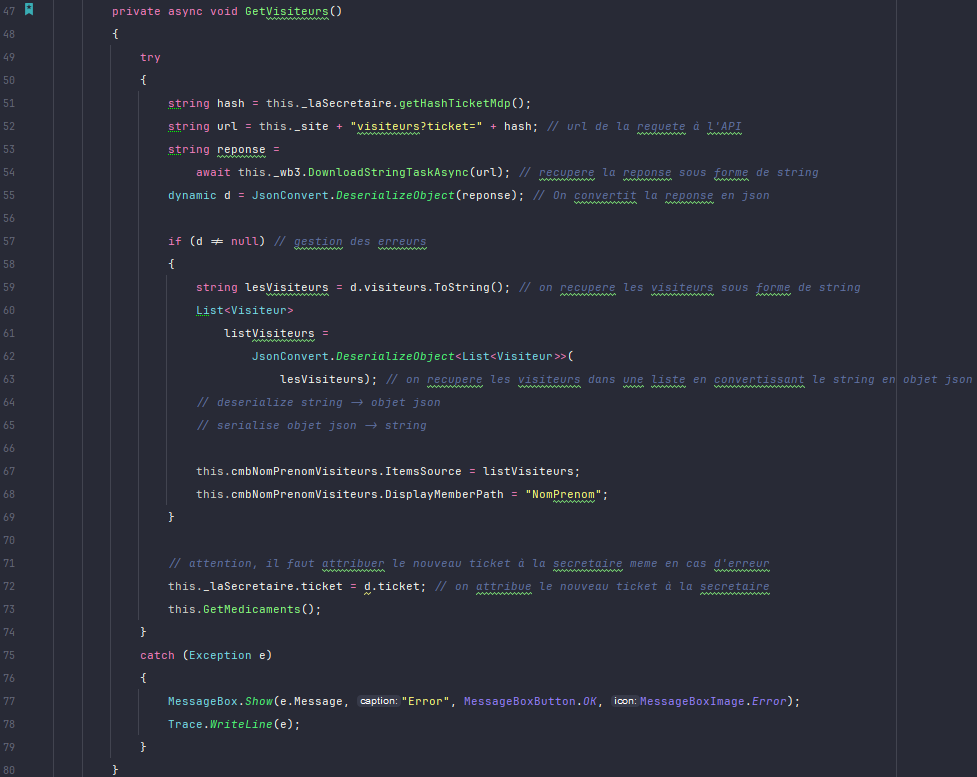 47 private async void GetVisiteurs()
48 {
49 try
50 {
51 string hash = this._laSecretaire.getHashTicketMdp();
52 string url = this._site + "visiteurs?ticket=" + hash; // url de la requete à l'API
53 string reponse =
54 await this._wb3.DownloadStringTaskAsync(url); // recupere la reponse sous forme de string
55 dynamic d = JsonConvert.DeserializeObject(reponse); // On convertit la reponse en json
56
57 if (d ≠ null) // gestion des erreurs
58 {
59 string lesVisiteurs = d.visiteurs.ToString(); // on recupere les visiteurs sous forme de string
60 List<Visiteur>
61 listVisiteurs =
62 JsonConvert.DeserializeObject<List<Visiteur>>(
63 lesVisiteurs); // on recupere les visiteurs dans une liste en convertissant le string en objet json
64 // deserialize string → objet json
65 // serialise objet json → string
66
67 this.cmbNomPrenomVisiteurs.ItemsSource = listVisiteurs;
68 this.cmbNomPrenomVisiteurs.DisplayMemberPath = "NomPrenom";
69 }
70
71 // attention, il faut attribuer le nouveau ticket à la secretaire meme en cas d'erreur
72 this._laSecretaire.ticket = d.ticket; // on attribue le nouveau ticket à la secretaire
73 this.GetMedicaments();
74 }
75 catch (Exception e)
76 {
77 MessageBox.Show(e.Message, caption: "Error", MessageBoxButton.OK, icon: MessageBoxImage.Error);
78 Trace.WriteLine(e);
79 }
80 }